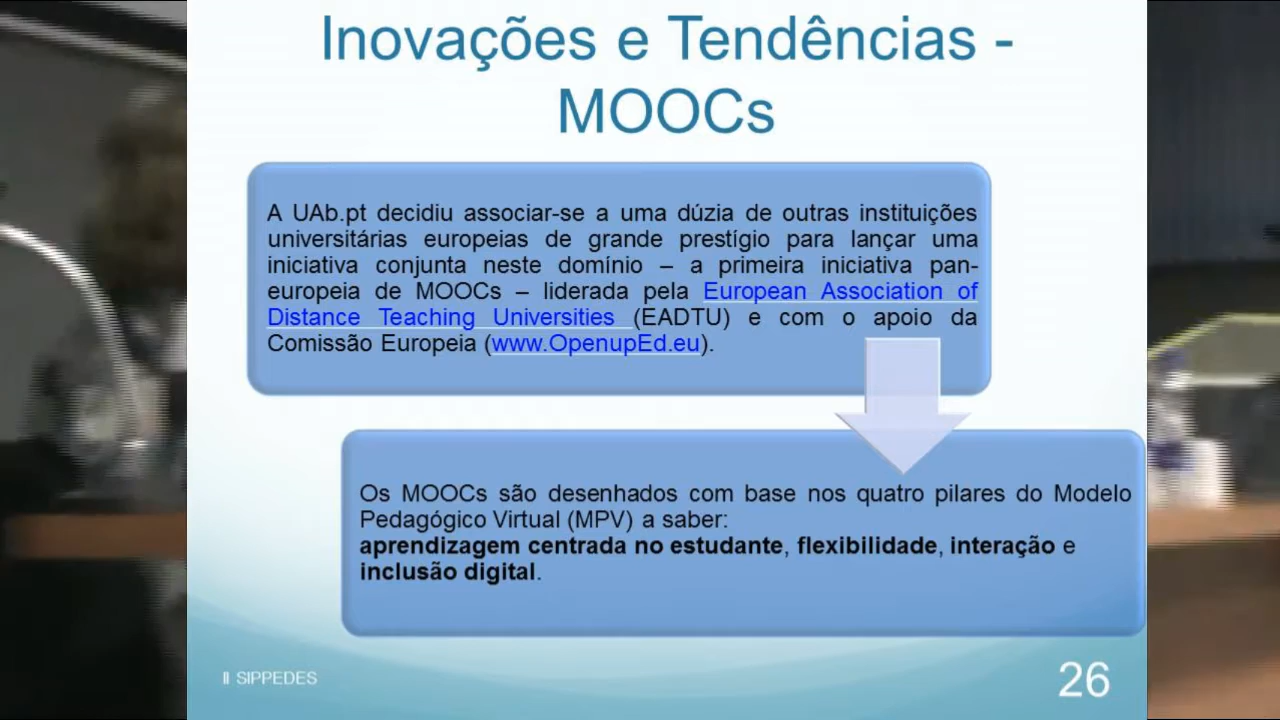 Inovações e Tendências -
MOOCs
A UAb.pt decidiu associar-se a uma dúzia de outras instituições
universitárias europeias de grande prestígio para lançar uma
iniciativa conjunta neste domínio – a primeira iniciativa pan-
europeia de MOOCs – liderada pela European Association of
Distance Teaching Universities (EADTU) e com o apoio da
Comissão Europeia (www.OpenupEd.eu).
Os MOOCs são desenhados com base nos quatro pilares do Modelo
Pedagógico Virtual (MPV) a saber:
aprendizagem centrada no estudante, flexibilidade, interação e
inclusão digital.
II SIPPEDES
26